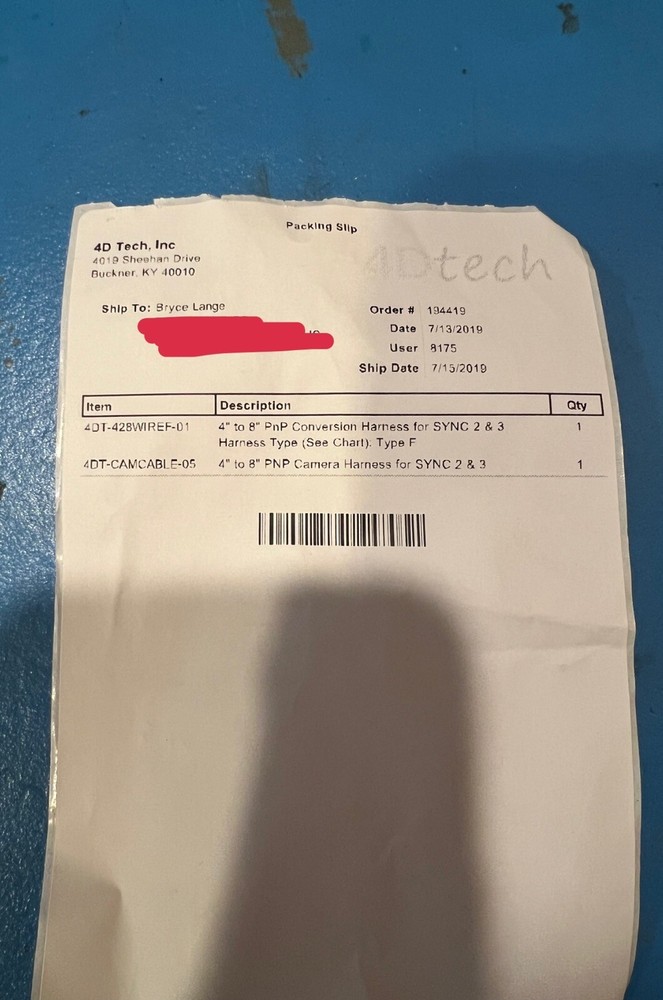 Packing Slip
4D Tech, Inc
4019 Sheehan Drive
Buckner, KY 40010
4Dtech
Ship To: Bryce Lange
Order # 194419
Date 7/13/2019
User 8175
Ship Date 7/15/2019
Item Description Qty
4DT-428WIREF-01 4" to 8" PnP Conversion Harness for SYNC 2 & 3 1
Harness Type (See Chart): Type F
4DT-CAMCABLE-05 4" to 8" PNP Camera Harness for SYNC 2 & 3 1